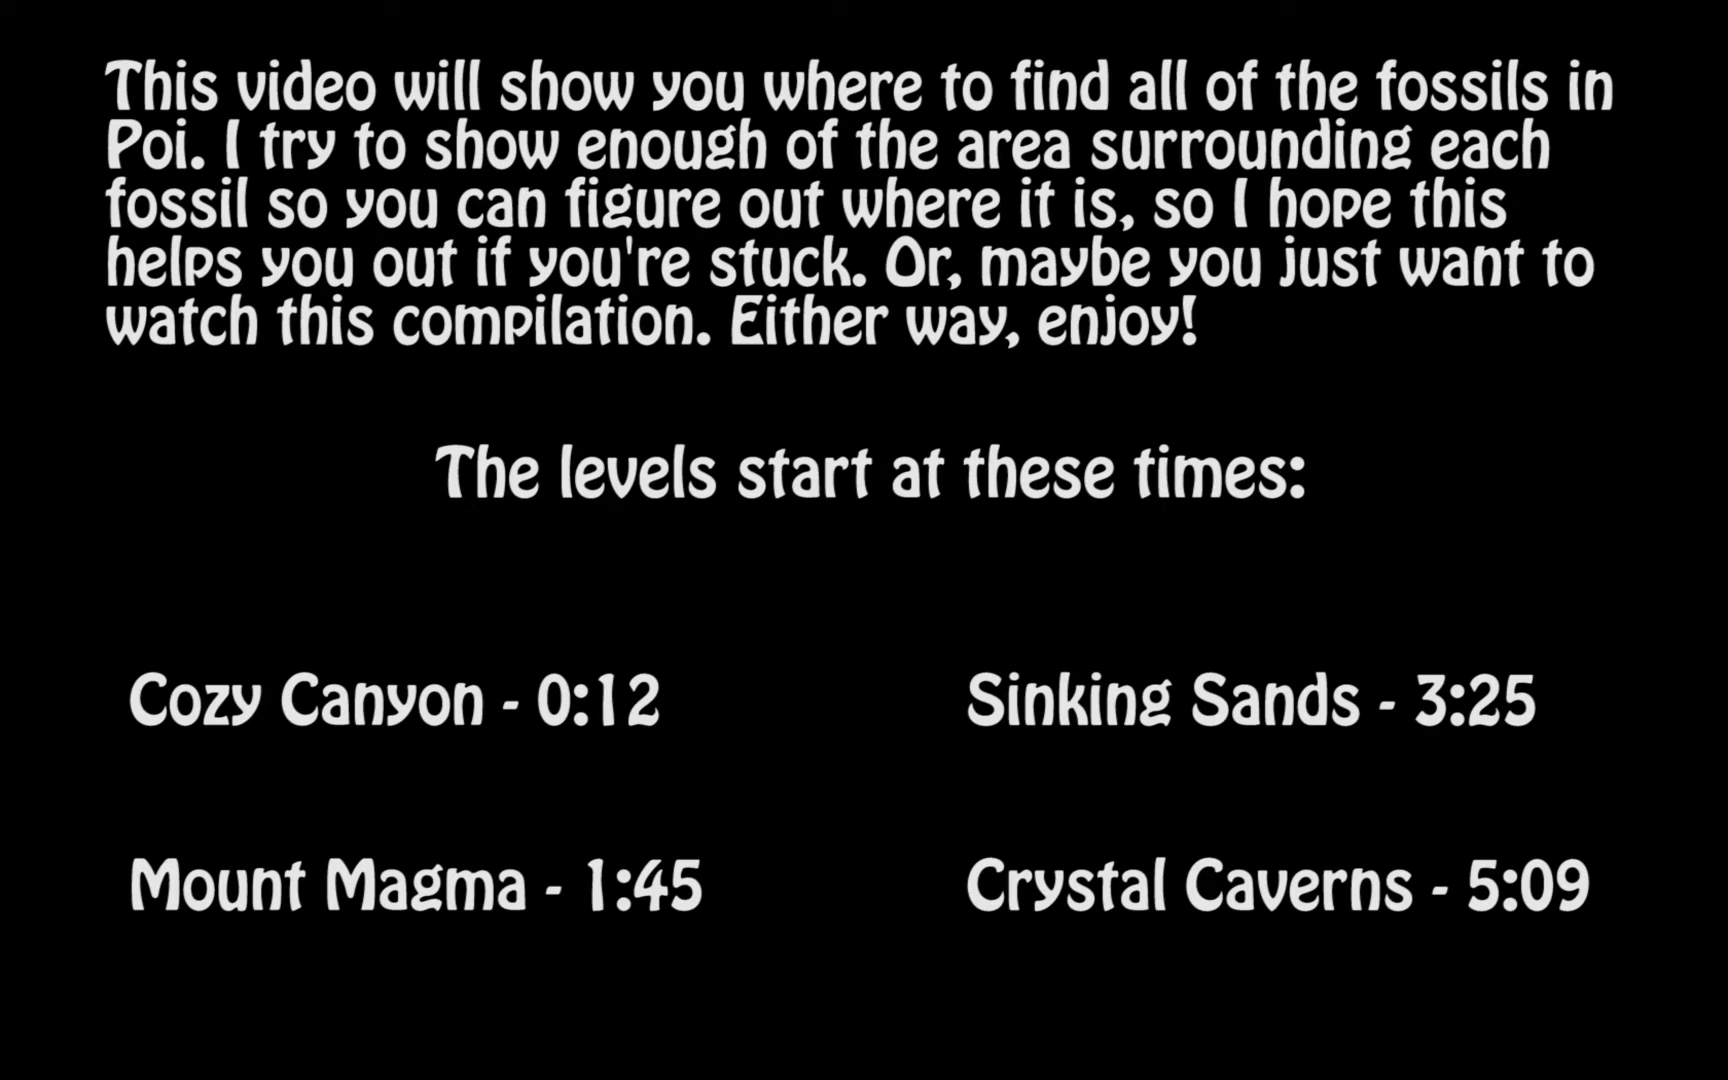 This video will show you where to find all of the fossils in
Poi. I try to show enough of the area surrounding each
fossil so you can figure out where it is, so I hope this
helps you out if you're stuck. Or, maybe you just want to
watch this compilation. Either way, enjoy!
The levels start at these times:
Cozy Canyon - 0:12
Sinking Sands - 3:25
Mount Magma - 1:45
Crystal Caverns - 5:09